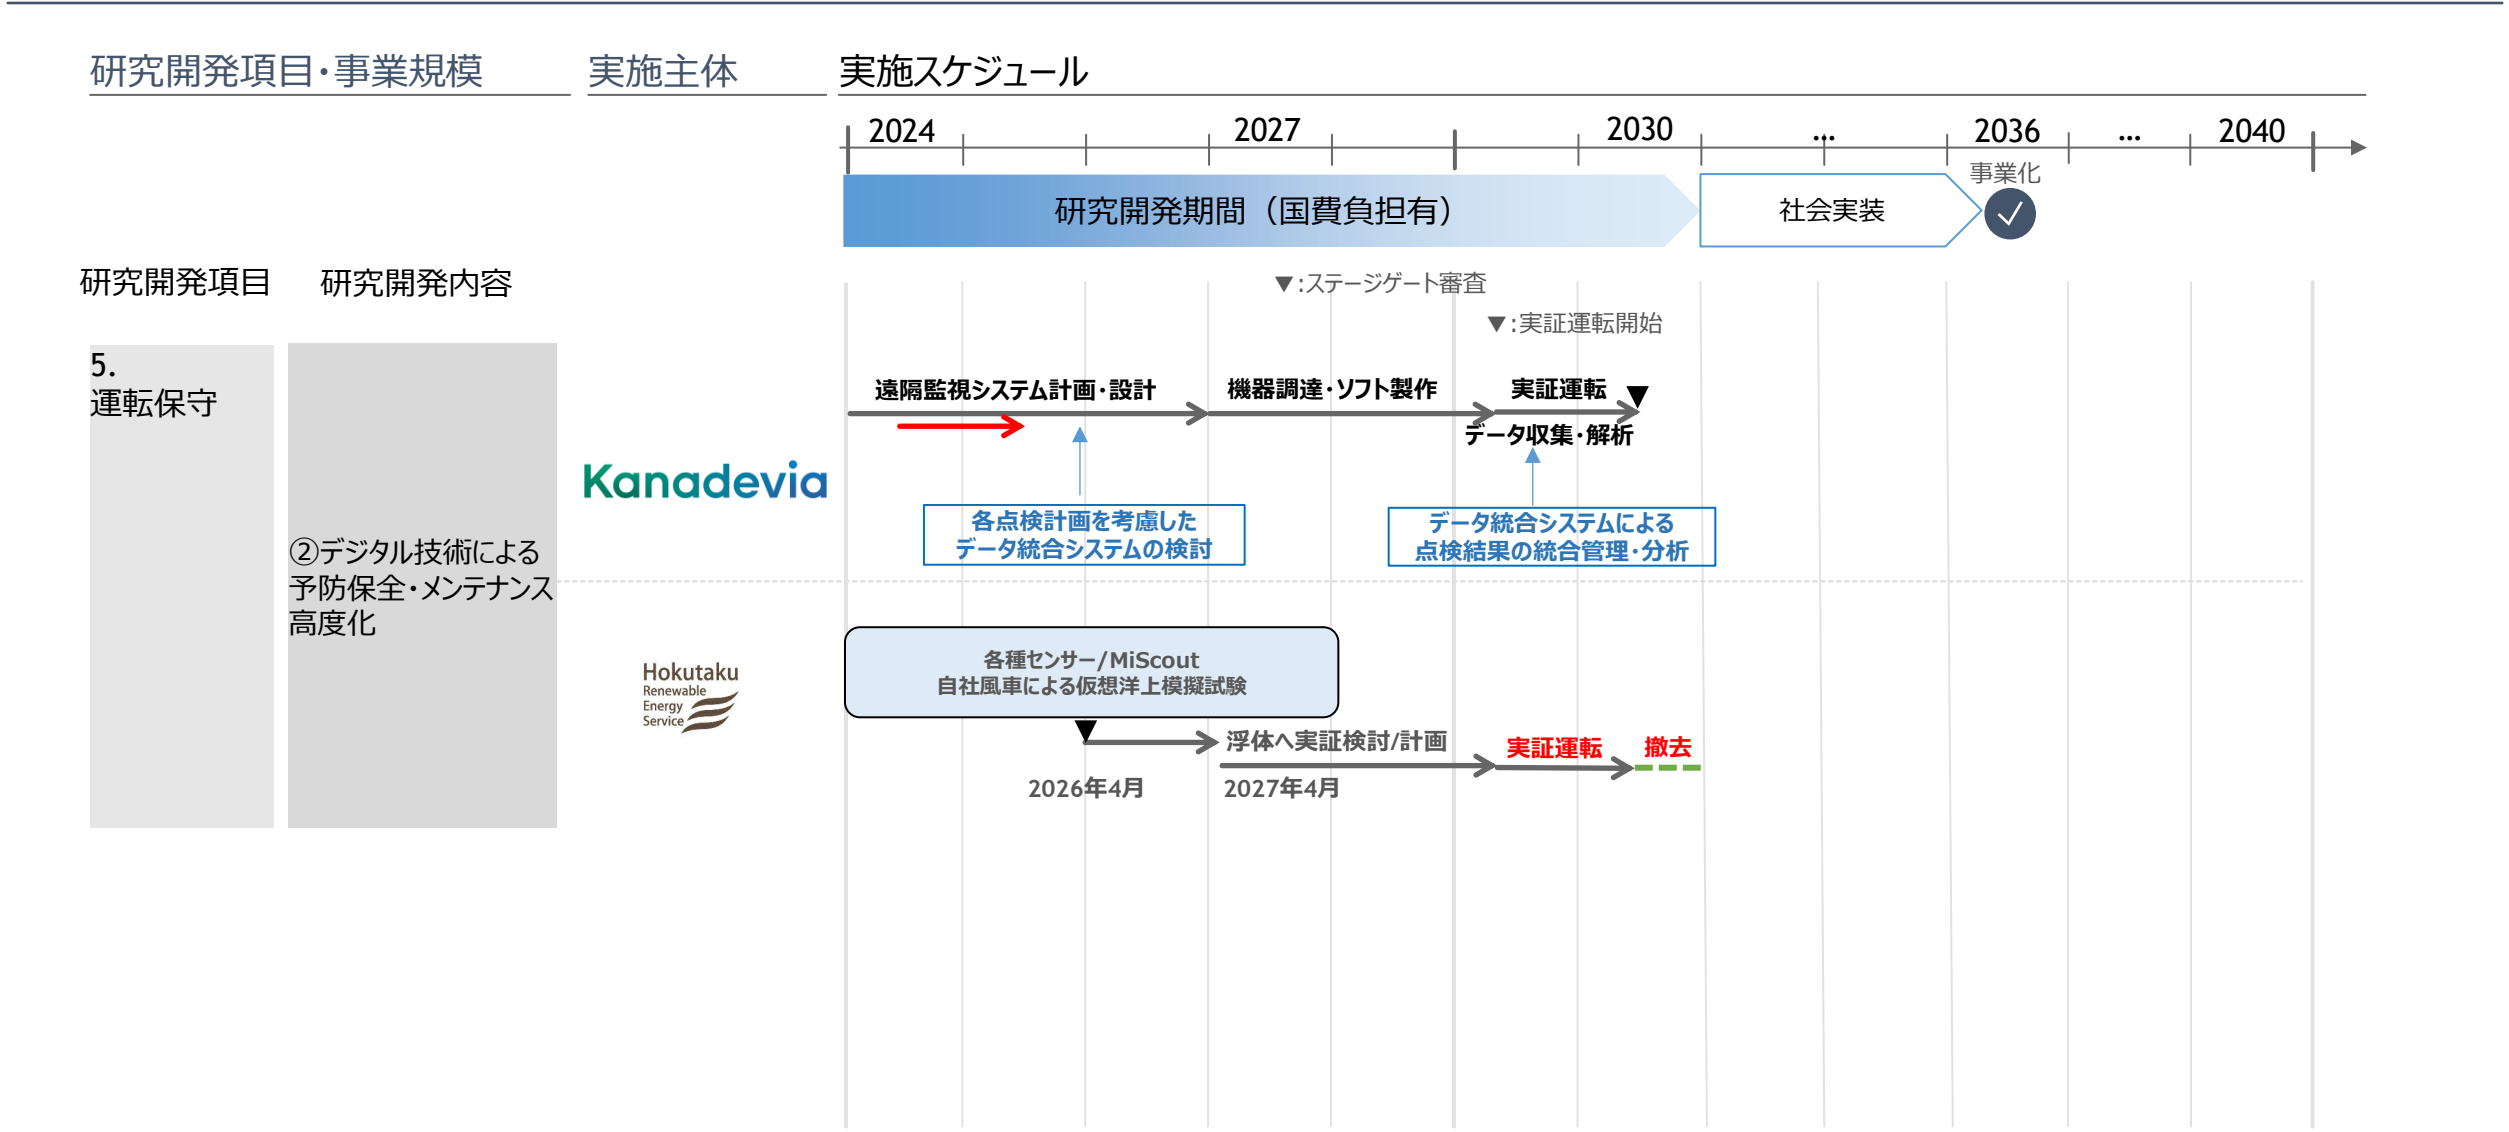 研究開発項目・事業規模
実施主体
実施スケジュール
2024
2027
2030
...
2036
...
2040
事業化
研究開発期間（国費負担有）
社会実装
研究開発項目
研究開発内容
▼:ステージゲート審査
▼:実証運転開始
5.
運転保守
②デジタル技術による
予防保全・メンテナンス
高度化
Kanadevia
遠隔監視システム計画・設計
機器調達・ソフト製作
実証運転
データ収集・解析
各点検計画を考慮した
データ統合システムの検討
データ統合システムによる
点検結果の統合管理・分析
Hokutaku
Renewable
Energy
Service
各種センサー/MiScout
自社風車による仮想洋上模擬試験
浮体へ実証検討/計画
実証運転
撤去
2026年4月
2027年4月